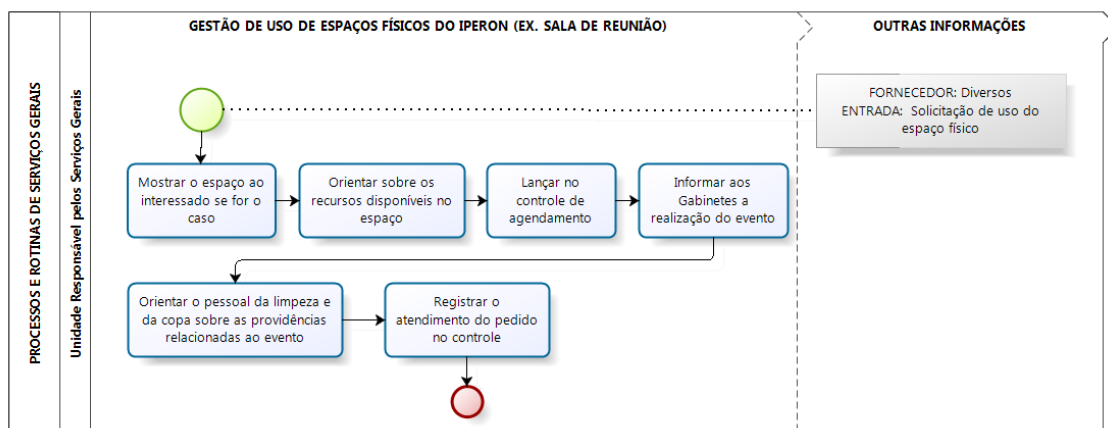 PROCESSOS E ROTINAS DE SERVIÇOS GERAIS
Unidade Responsável pelos Serviços Gerais
GESTÃO DE USO DE ESPAÇOS FÍSICOS DO IPERON (EX. SALA DE REUNIÃO)
OUTRAS INFORMAÇÕES
FORNECEDOR: Diversos
ENTRADA: Solicitação de uso do
espaço físico
Mostrar o espaço ao
interessado se for o
caso
Orientar sobre os
recursos disponíveis no
espaço
Lançar no
controle de
agendamento
Informar aos
Gabinetes a
realização do evento
Orientar o pessoal da limpeza e
da copa sobre as providências
relacionadas ao evento
Registrar o
atendimento do pedido
no controle